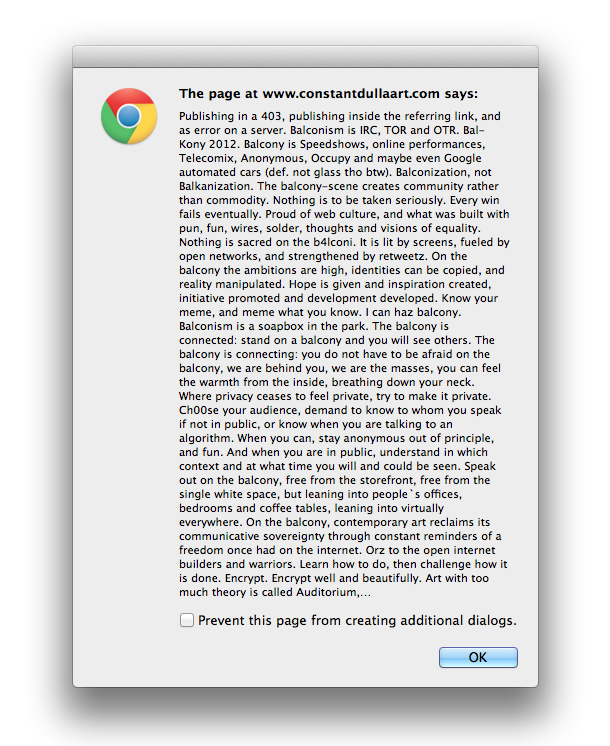 The page at www.constantdullaart.com says:
Publishing in a 403, publishing inside the referring link, and
as error on a server. Balconism is IRC, TOR and OTR. Bal-
Kony 2012. Balcony is Speedshows, online performances,
Telecomix, Anonymous, Occupy and maybe even Google
automated cars (def. not glass tho btw). Balconization, not
Balkanization. The balcony-scene creates community rather
than commodity. Nothing is to be taken seriously. Every win
fails eventually. Proud of web culture, and what was built with
pun, fun, wires, solder, thoughts and visions of equality.
Nothing is sacred on the b4lconi. It is lit by screens, fueled by
open networks, and strengthened by retweetz. On the
balcony the ambitions are high, identities can be copied, and
reality manipulated. Hope is given and inspiration created,
initiative promoted and development developed. Know your
meme, and meme what you know. I can haz balcony.
Balconism is a soapbox in the park. The balcony is
connected: stand on a balcony and you will see others. The
balcony is connecting: you do not have to be afraid on the
balcony, we are behind you, we are the masses, you can feel
the warmth from the inside, breathing down your neck.
Where privacy ceases to feel private, try to make it private.
Ch00se your audience, demand to know to whom you speak
if not in public, or know when you are talking to an
algorithm. When you can, stay anonymous out of principle,
and fun. And when you are in public, understand in which
context and at what time you will and could be seen. Speak
out on the balcony, free from the storefront, free from the
single white space, but leaning into people`s offices,
bedrooms and coffee tables, leaning into virtually
everywhere. On the balcony, contemporary art reclaims its
communicative sovereignty through constant reminders of a
freedom once had on the internet. Orz to the open internet
builders and warriors. Learn how to do, then challenge how it
is done. Encrypt. Encrypt well and beautifully. Art with too
much theory is called Auditorium,...
Prevent this page from creating additional dialogs.
OK